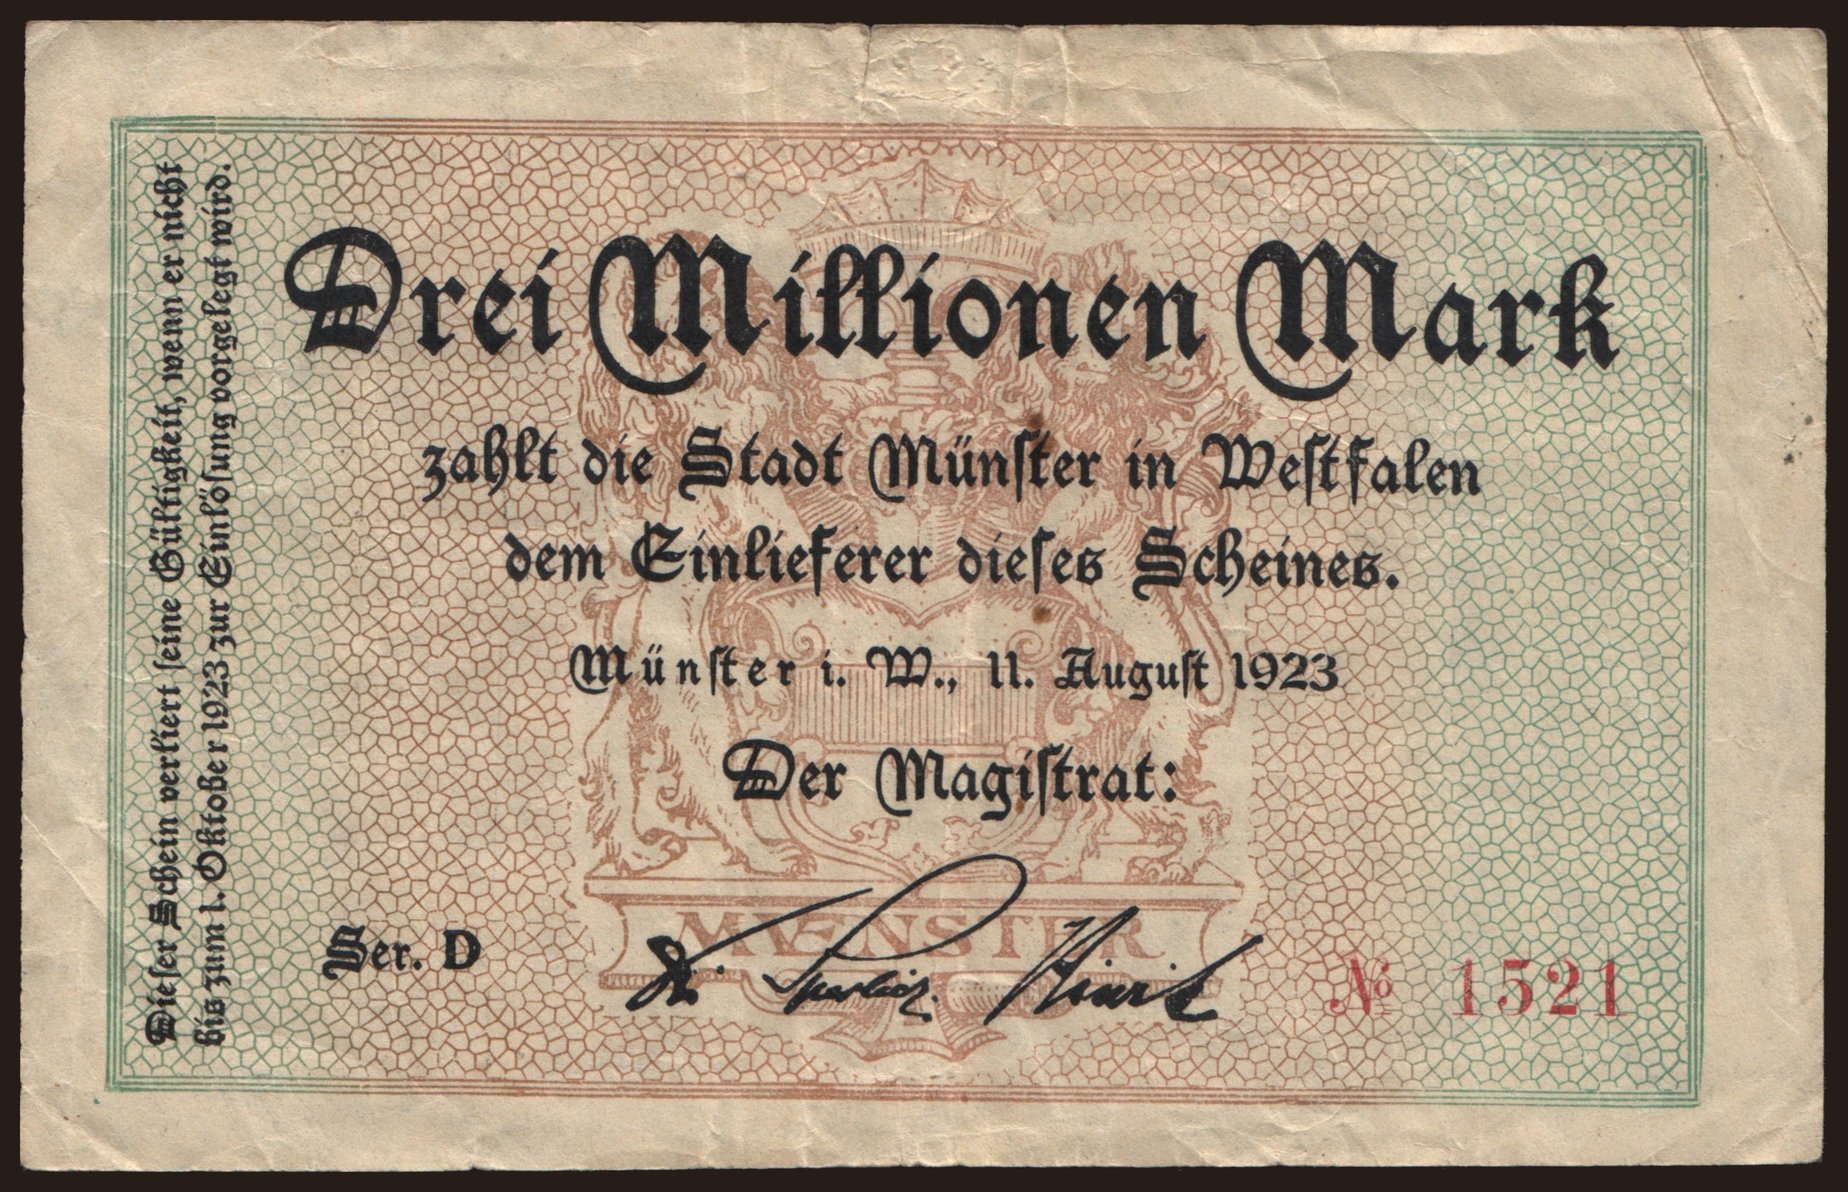 Drei Millionen Mark
zahlt die Stadt Münster in Westfalen
dem Einlieferer dieses Scheines.
Münster i. W., 11. August 1923
Der Magistrat:
MVENSTER
Ser. D
№ 1521
Dieser Schein verliert seine Gültigkeit, wenn er nicht
bis zum 1. Oktober 1923 zur Einlösung vorgelegt wird.